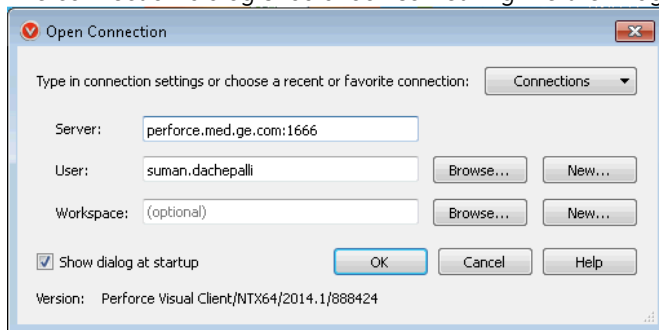 Open Connection
Type in connection settings or choose a recent or favorite connection: Connections
Server: perforce.med.ge.com:1666
User: suman.dachepalli Browse... New...
Workspace: (optional) Browse... New...
Show dialog at startup OK Cancel Help
Version: Perforce Visual Client/NTX64/2014.1/888424